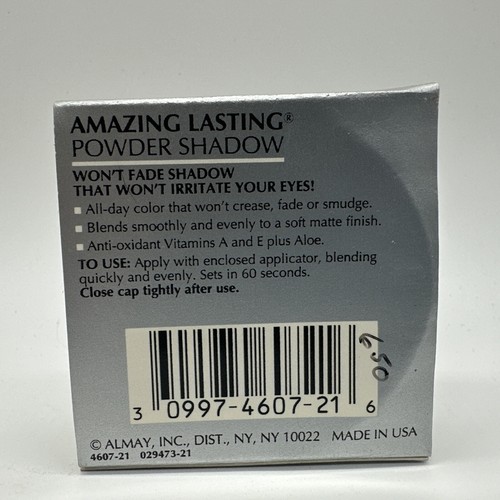 AMAZING LASTING®
POWDER SHADOW
WON'T FADE SHADOW
THAT WON'T IRRITATE YOUR EYES!
All-day color that won't crease, fade or smudge.
Blends smoothly and evenly to a soft matte finish.
Anti-oxidant Vitamins A and E plus Aloe.
TO USE: Apply with enclosed applicator, blending
quickly and evenly. Sets in 60 seconds.
Close cap tightly after use.
650
3 0997-4607-21 6
© ALMAY, INC., DIST., NY, NY 10022 MADE IN USA
4607-21 029473-21